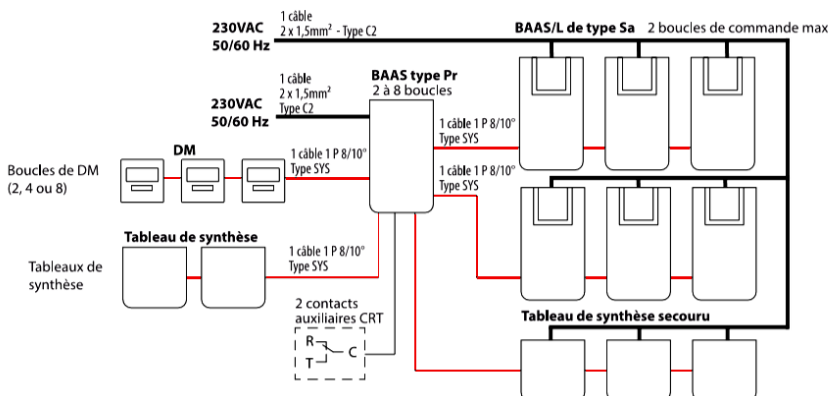 230VAC
50/60 Hz
1 câble
2 x 1,5mm² - Type C2
BAAS/L de type Sa 2 boucles de commande max
230VAC
50/60 Hz
1 câble
2 x 1,5mm²
Type C2
BAAS type Pr
2 à 8 boucles
1 câble 1 P 8/10°
Type SYS
Boucles de DM
(2, 4 ou 8)
DM
1 câble 1 P 8/10°
Type SYS
1 câble 1 P 8/10°
Type SYS
Tableaux de
synthèse
Tableau de synthèse
1 câble 1 P 8/10°
Type SYS
2 contacts
auxiliaires CRT
R
T
C
Tableau de synthèse secouru